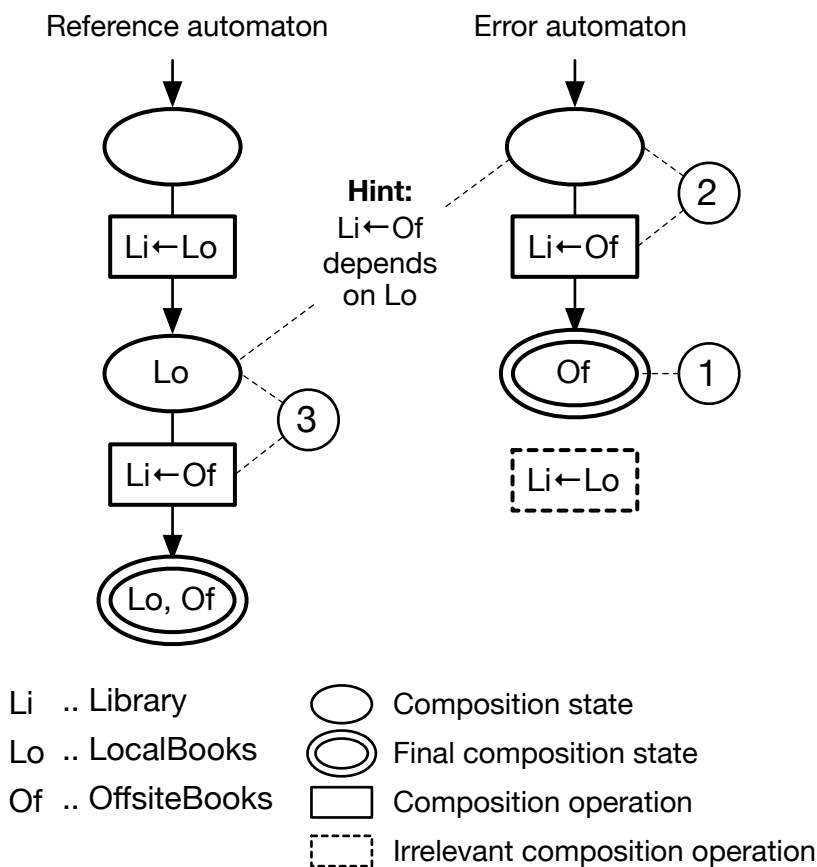 Reference automaton
Error automaton
Hint:
Li←Of
depends
on Lo
Li←Lo
Lo
3
Li←Of
Lo, Of
2
Li←Of
Of
1
Li←Lo
Li .. Library
Lo .. LocalBooks
Of .. OffsiteBooks
Composition state
Final composition state
Composition operation
Irrelevant composition operation